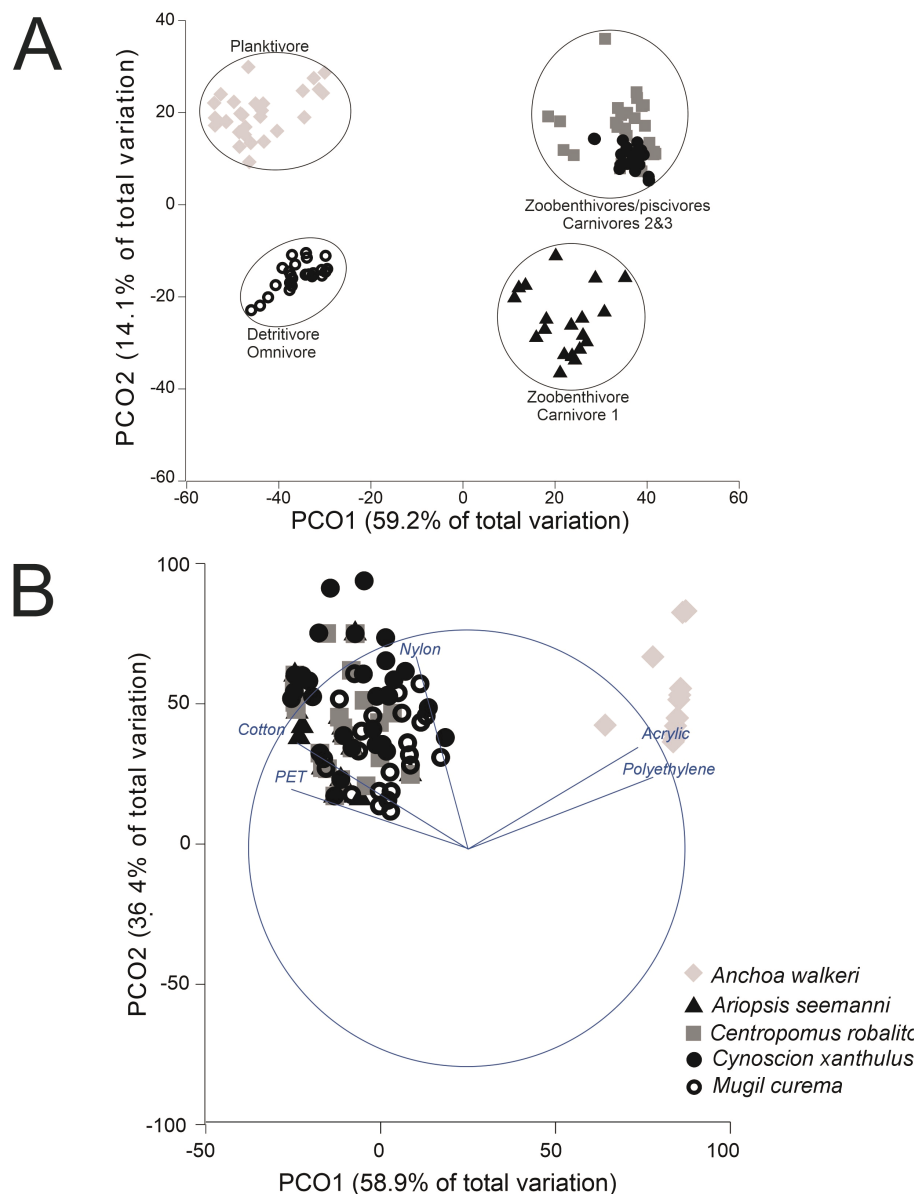 A
40
20
0
-20
-40
-60
PCO2 (14.1% of total variation)
Planktivore
Zoobenthivores/piscivores
Carnivores 2&3
Detritivore
Omnivore
Zoobenthivore
Carnivore 1
-60
-40
-20
0
20
40
60
PCO1 (59.2% of total variation)
B
100
50
0
-50
-100
PCO2 (36 4% of total variation)
Nylon
Cotton
PET
Acrylic
Polyethylene
Anchoa walkeri
Ariopsis seemanni
Centropomus robalito
Cynoscion xanthulus
Mugil curema
-50
0
50
100
PCO1 (58.9% of total variation)